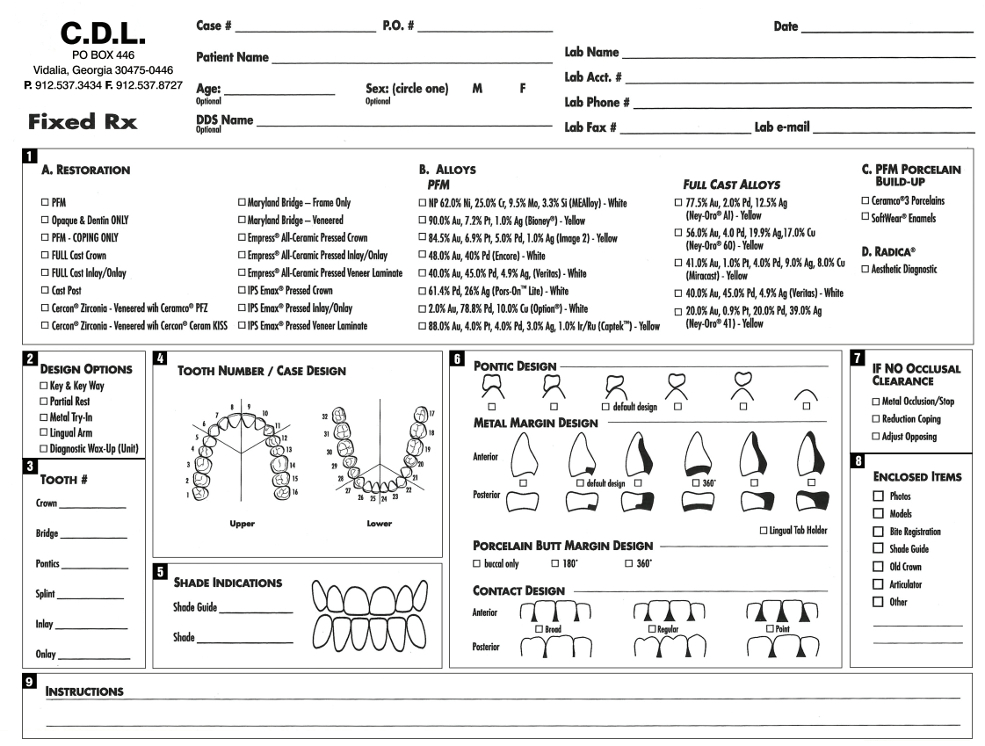 C.D.L.
PO BOX 446
Vidalia, Georgia 30475-0446
P. 912.537.3434 F. 912.537.8727
Fixed Rx
Case # P.O. # Date
Patient Name
Lab Name
Age: Sex: (circle one) M F
Optional Optional
Lab Acct. #
Lab Phone #
DDS Name
Optional
Lab Fax # Lab e-mail
1
A. RESTORATION
☐ PFM
☐ Opaque & Dentin ONLY
☐ PFM - COPING ONLY
☐ FULL Cast Crown
☐ FULL Cast Inlay/Onlay
☐ Cast Post
☐ Cercon® Zirconia - Veneered wih Ceramco® PFZ
☐ Cercon® Zirconia - Veneered wih Cercon® Ceram KISS
☐ Maryland Bridge – Frame Only
☐ Maryland Bridge – Veneered
☐ Empress® All-Ceramic Pressed Crown
☐ Empress® All-Ceramic Pressed Inlay/Onlay
☐ Empress® All-Ceramic Pressed Veneer Laminate
☐ IPS Emax® Pressed Crown
☐ IPS Emax® Pressed Inlay/Onlay
☐ IPS Emax® Pressed Veneer Laminate
B. ALLOYS
PFM
☐ NP 62.0% Ni, 25.0% Cr, 9.5% Mo, 3.3% Si (MEAlloy) - White
☐ 90.0% Au, 7.2% Pt, 1.0% Ag (Bioney®) - Yellow
☐ 84.5% Au, 6.9% Pt, 5.0% Pd, 1.0% Ag (Image 2) - Yellow
☐ 48.0% Au, 40% Pd (Encore) - White
☐ 40.0% Au, 45.0% Pd, 4.9% Ag, (Veritas) - White
☐ 61.4% Pd, 26% Ag (Pors-On™ Lite) - White
☐ 2.0% Au, 78.8% Pd, 10.0% Cu (Option®) - White
☐ 88.0% Au, 4.0% Pt, 4.0% Pd, 3.0% Ag, 1.0% Ir/Ru (Captek™) - Yellow
FULL CAST ALLOYS
☐ 77.5% Au, 2.0% Pd, 12.5% Ag
(Ney-Oro® AI) - Yellow
☐ 56.0% Au, 4.0 Pd, 19.9% Ag,17.0% Cu
(Ney-Oro® 60) - Yellow
☐ 41.0% Au, 1.0% Pt, 4.0% Pd, 9.0% Ag, 8.0% Cu
(Miracast) - Yellow
☐ 40.0% Au, 45.0% Pd, 4.9% Ag (Veritas) - White
☐ 20.0% Au, 0.9% Pt, 20.0% Pd, 39.0% Ag
(Ney-Oro® 41) - Yellow
C. PFM PORCELAIN
BUILD-UP
☐ Ceramco®3 Porcelains
☐ SoftWear® Enamels
D. RADICA®
☐ Aesthetic Diagnostic
2
DESIGN OPTIONS
☐ Key & Key Way
☐ Partial Rest
☐ Metal Try-In
☐ Lingual Arm
☐ Diagnostic Wax-Up (Unit)
3
TOOTH #
Crown
Bridge
Pontics
Splint
Inlay
Onlay
4
TOOTH NUMBER / CASE DESIGN
1 2 3 4 5 6 7 8 9 10 11 12 13 14 15 16
Upper
32 31 30 29 28 27 26 25 24 23 22 21 20 19 18 17
Lower
5
SHADE INDICATIONS
Shade Guide
Shade
6
PONTIC DESIGN
☐ ☐ ☐ default design ☐ ☐ ☐
METAL MARGIN DESIGN
Anterior
☐ ☐ default design ☐ ☐ 360° ☐ ☐
Posterior
☐ Lingual Tab Holder
PORCELAIN BUTT MARGIN DESIGN
☐ buccal only ☐ 180° ☐ 360°
CONTACT DESIGN
Anterior
☐ Broad ☐ Regular ☐ Point
Posterior
7
IF NO OCCLUSAL
CLEARANCE
☐ Metal Occlusion/Stop
☐ Reduction Coping
☐ Adjust Opposing
8
ENCLOSED ITEMS
☐ Photos
☐ Models
☐ Bite Registration
☐ Shade Guide
☐ Old Crown
☐ Articulator
☐ Other
9
INSTRUCTIONS